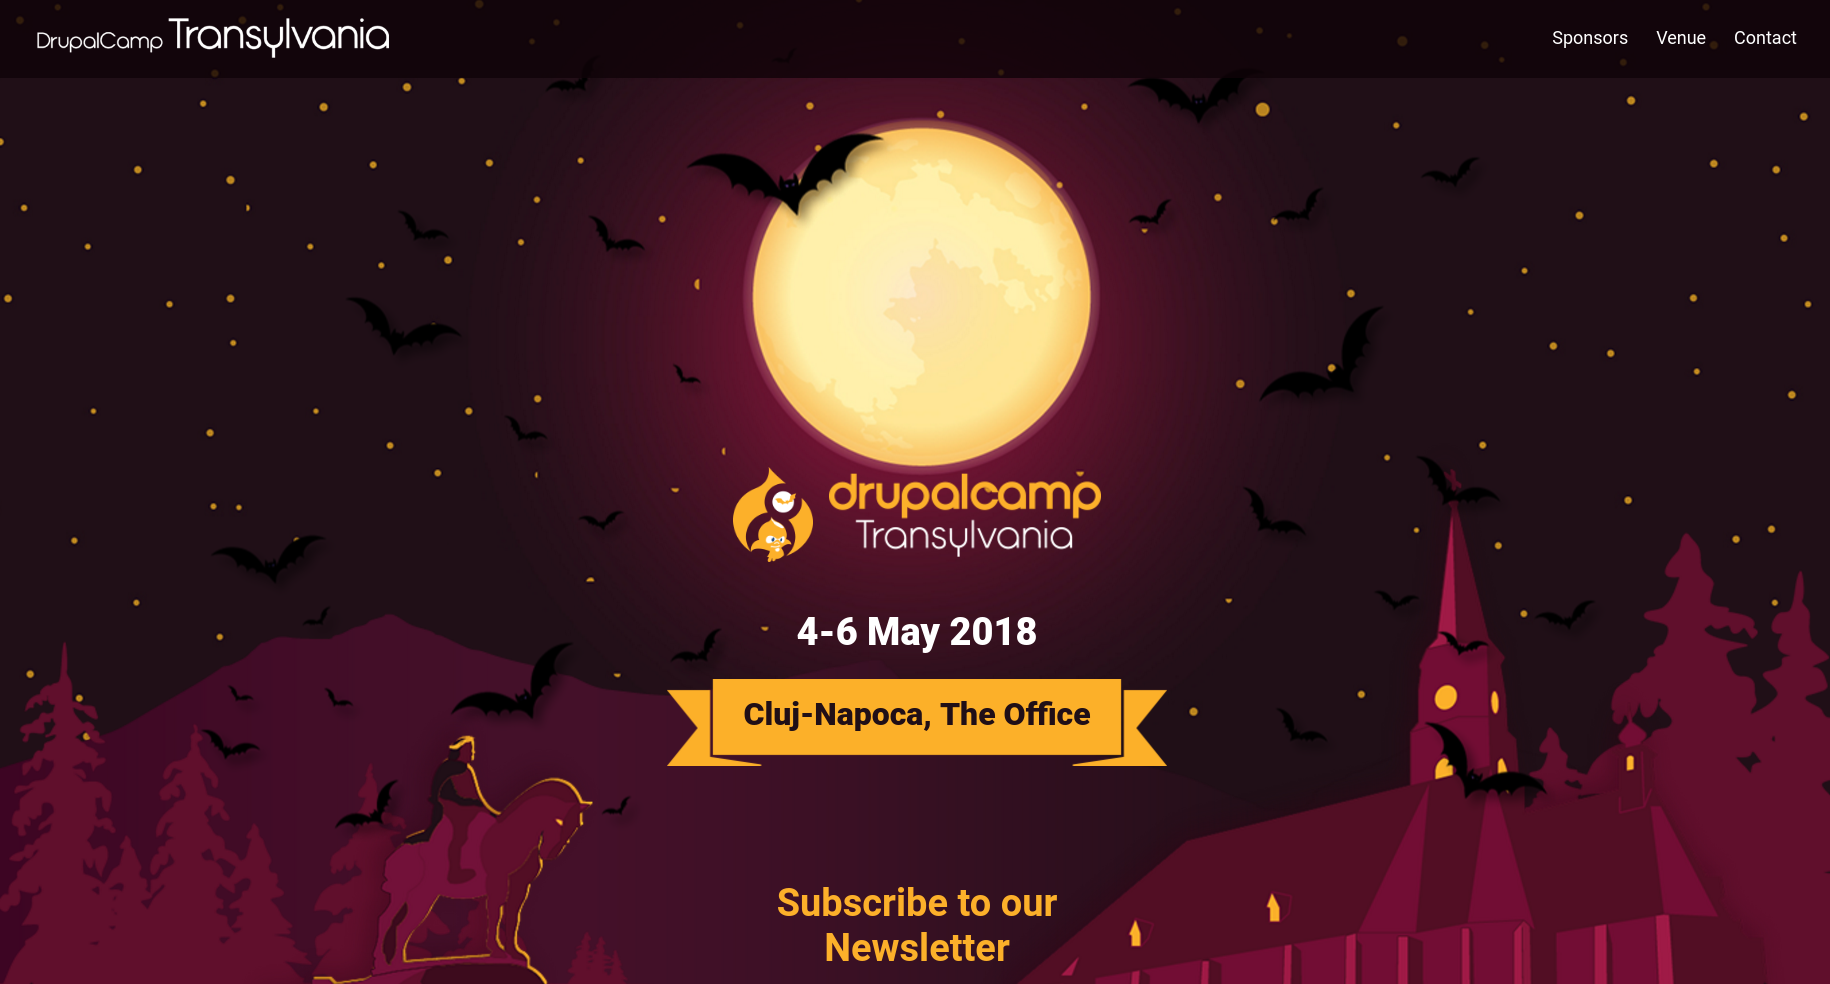 DrupalCamp Transylvania
Sponsors Venue Contact
drupalcamp
Transylvania
4-6 May 2018
Cluj-Napoca, The Office
Subscribe to our
Newsletter